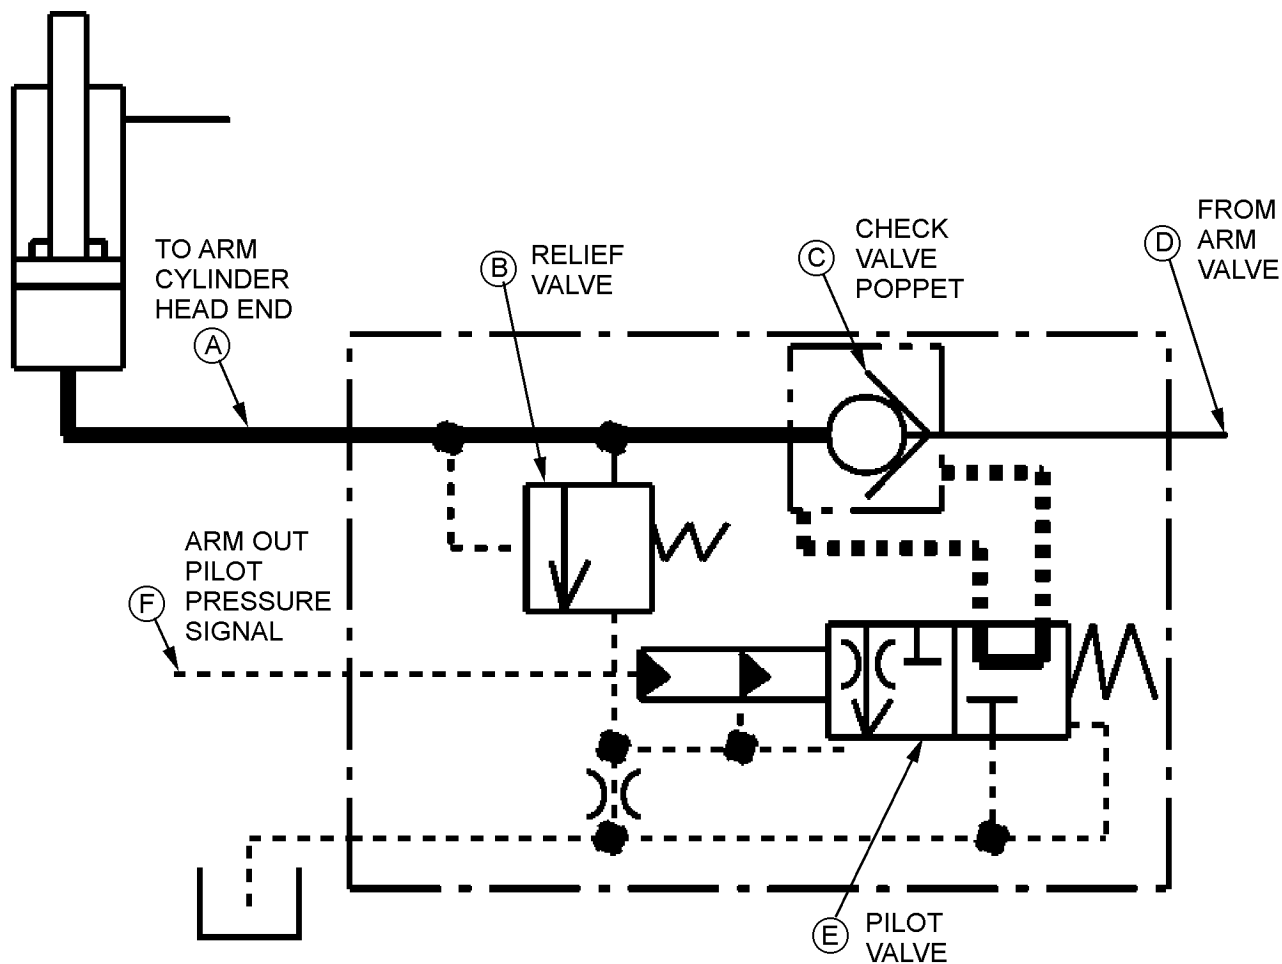 FROM
ARM
VALVE
D
CHECK
VALVE
POPPET
C
RELIEF
VALVE
B
TO ARM
CYLINDER
HEAD END
A
ARM OUT
PILOT
PRESSURE
SIGNAL
F
PILOT
VALVE
E